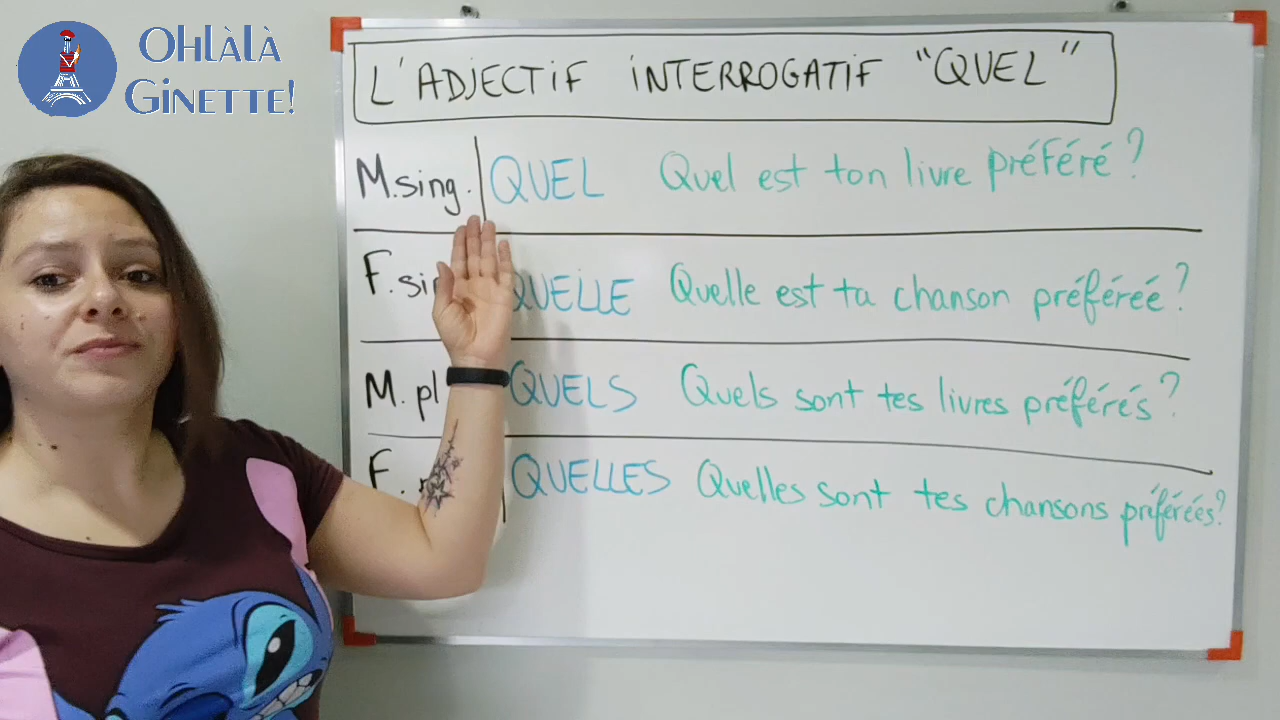 OHLÀLÀ
GINETTE!
L'ADJECTIF INTERROGATIF "QUEL"
M.sing. QUEL Quel est ton livre préféré?
F. QUELLE Quelle est ta chanson préférée?
M.pl QUELS Quels sont tes livres préférés?
F. QUELLES Quelles sont tes chansons préférées?